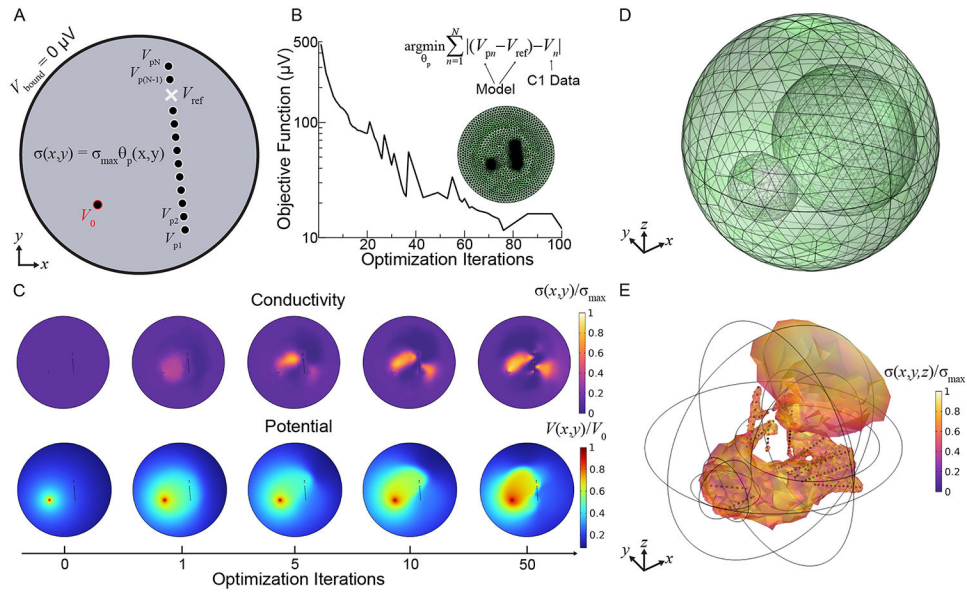 A
V_bound = 0 µV
V_pN
V_p(N-1)
V_ref
σ(x,y) = σ_maxθ_p(x,y)
V_0
V_p2
V_p1
y
x
B
Objective Function (µV)
500
100
10
20
40
60
80
100
Optimization Iterations
argmin θ_p ∑ n=1 N |(V_pn−V_ref)−V_n|
Model
C1 Data
C
Conductivity
σ(x,y)/σ_max
1
0.8
0.6
0.4
0.2
0
Potential
V(x,y)/V_0
1
0.8
0.6
0.4
0.2
0
1
5
10
50
Optimization Iterations
D
z
y
x
E
σ(x,y,z)/σ_max
1
0.8
0.6
0.4
0.2
0
z
y
x